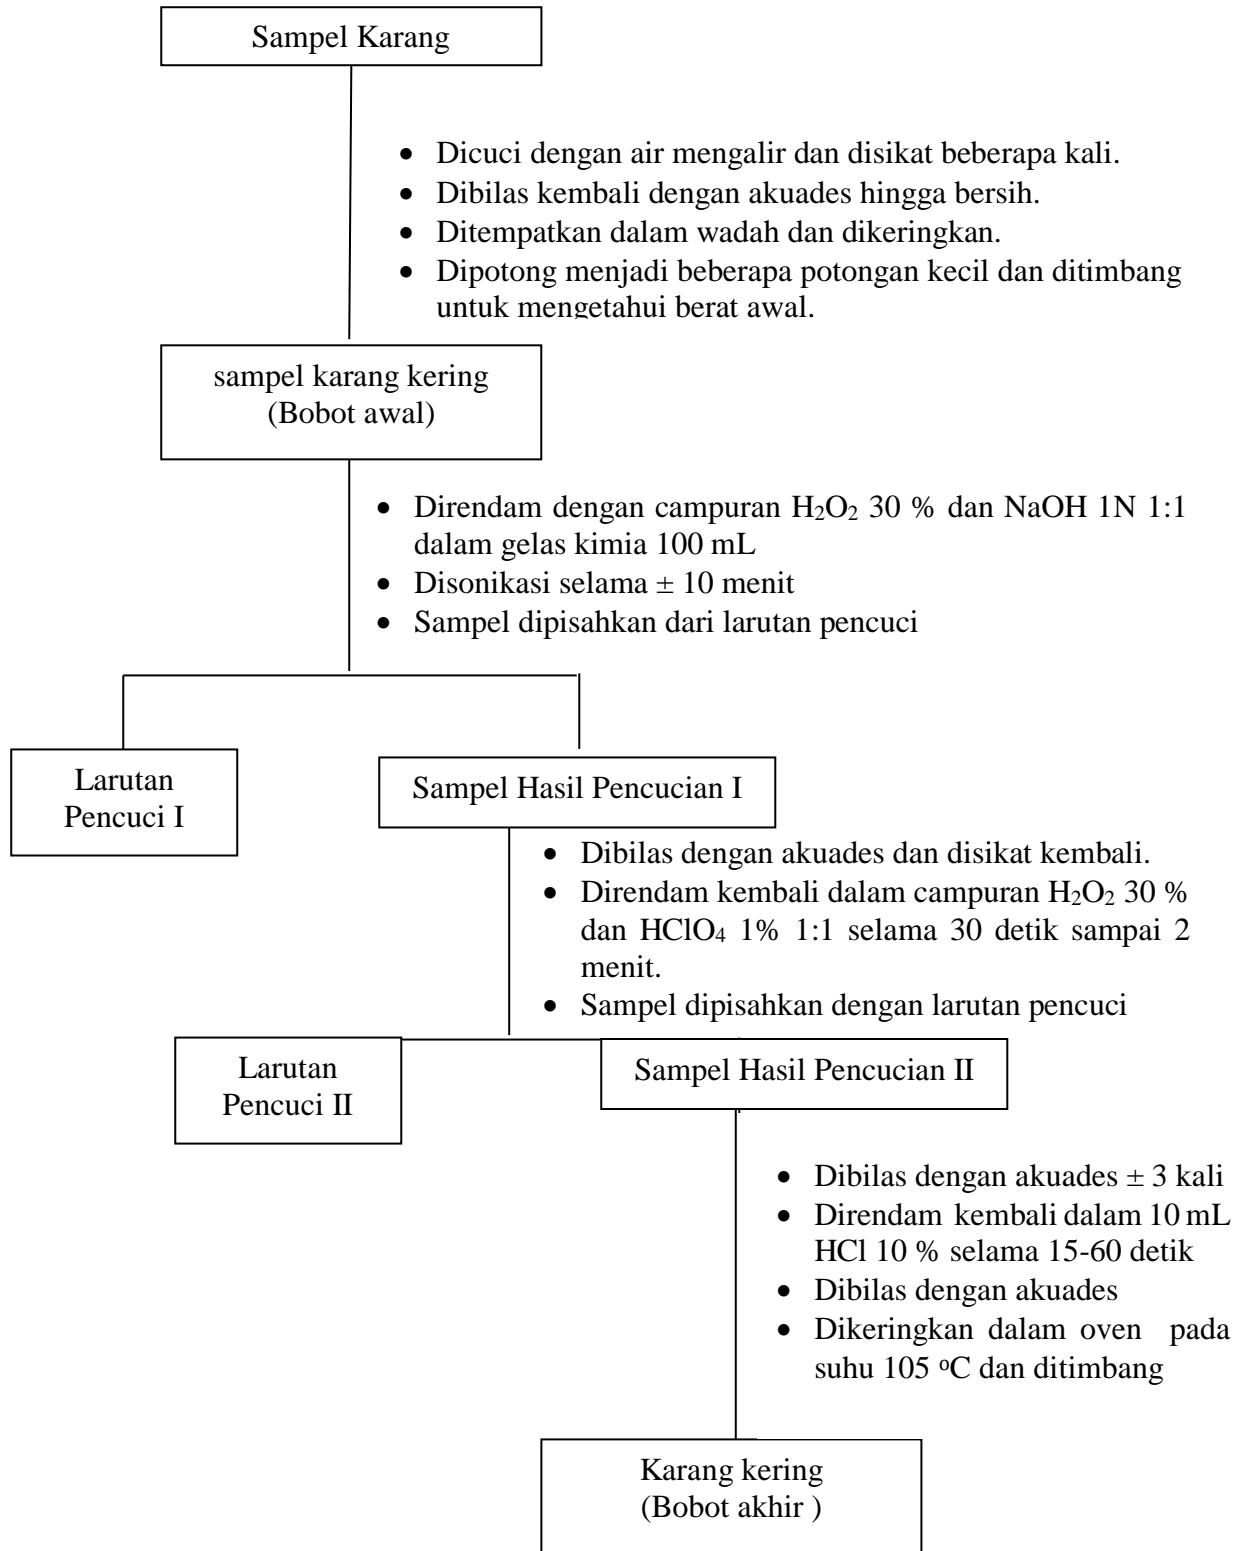 Sampel Karang
• Dicuci dengan air mengalir dan disikat beberapa kali.
• Dibilas kembali dengan akuades hingga bersih.
• Ditempatkan dalam wadah dan dikeringkan.
• Dipotong menjadi beberapa potongan kecil dan ditimbang
untuk mengetahui berat awal.
sampel karang kering
(Bobot awal)
• Direndam dengan campuran H₂O₂ 30 % dan NaOH 1N 1:1
dalam gelas kimia 100 mL
• Disonikasi selama ± 10 menit
• Sampel dipisahkan dari larutan pencuci
Larutan
Pencuci I
Sampel Hasil Pencucian I
• Dibilas dengan akuades dan disikat kembali.
• Direndam kembali dalam campuran H₂O₂ 30 %
dan HClO₄ 1% 1:1 selama 30 detik sampai 2
menit.
• Sampel dipisahkan dengan larutan pencuci
Larutan
Pencuci II
Sampel Hasil Pencucian II
• Dibilas dengan akuades ± 3 kali
• Direndam kembali dalam 10 mL
HCl 10 % selama 15-60 detik
• Dibilas dengan akuades
• Dikeringkan dalam oven pada
suhu 105 ᵒC dan ditimbang
Karang kering
(Bobot akhir )